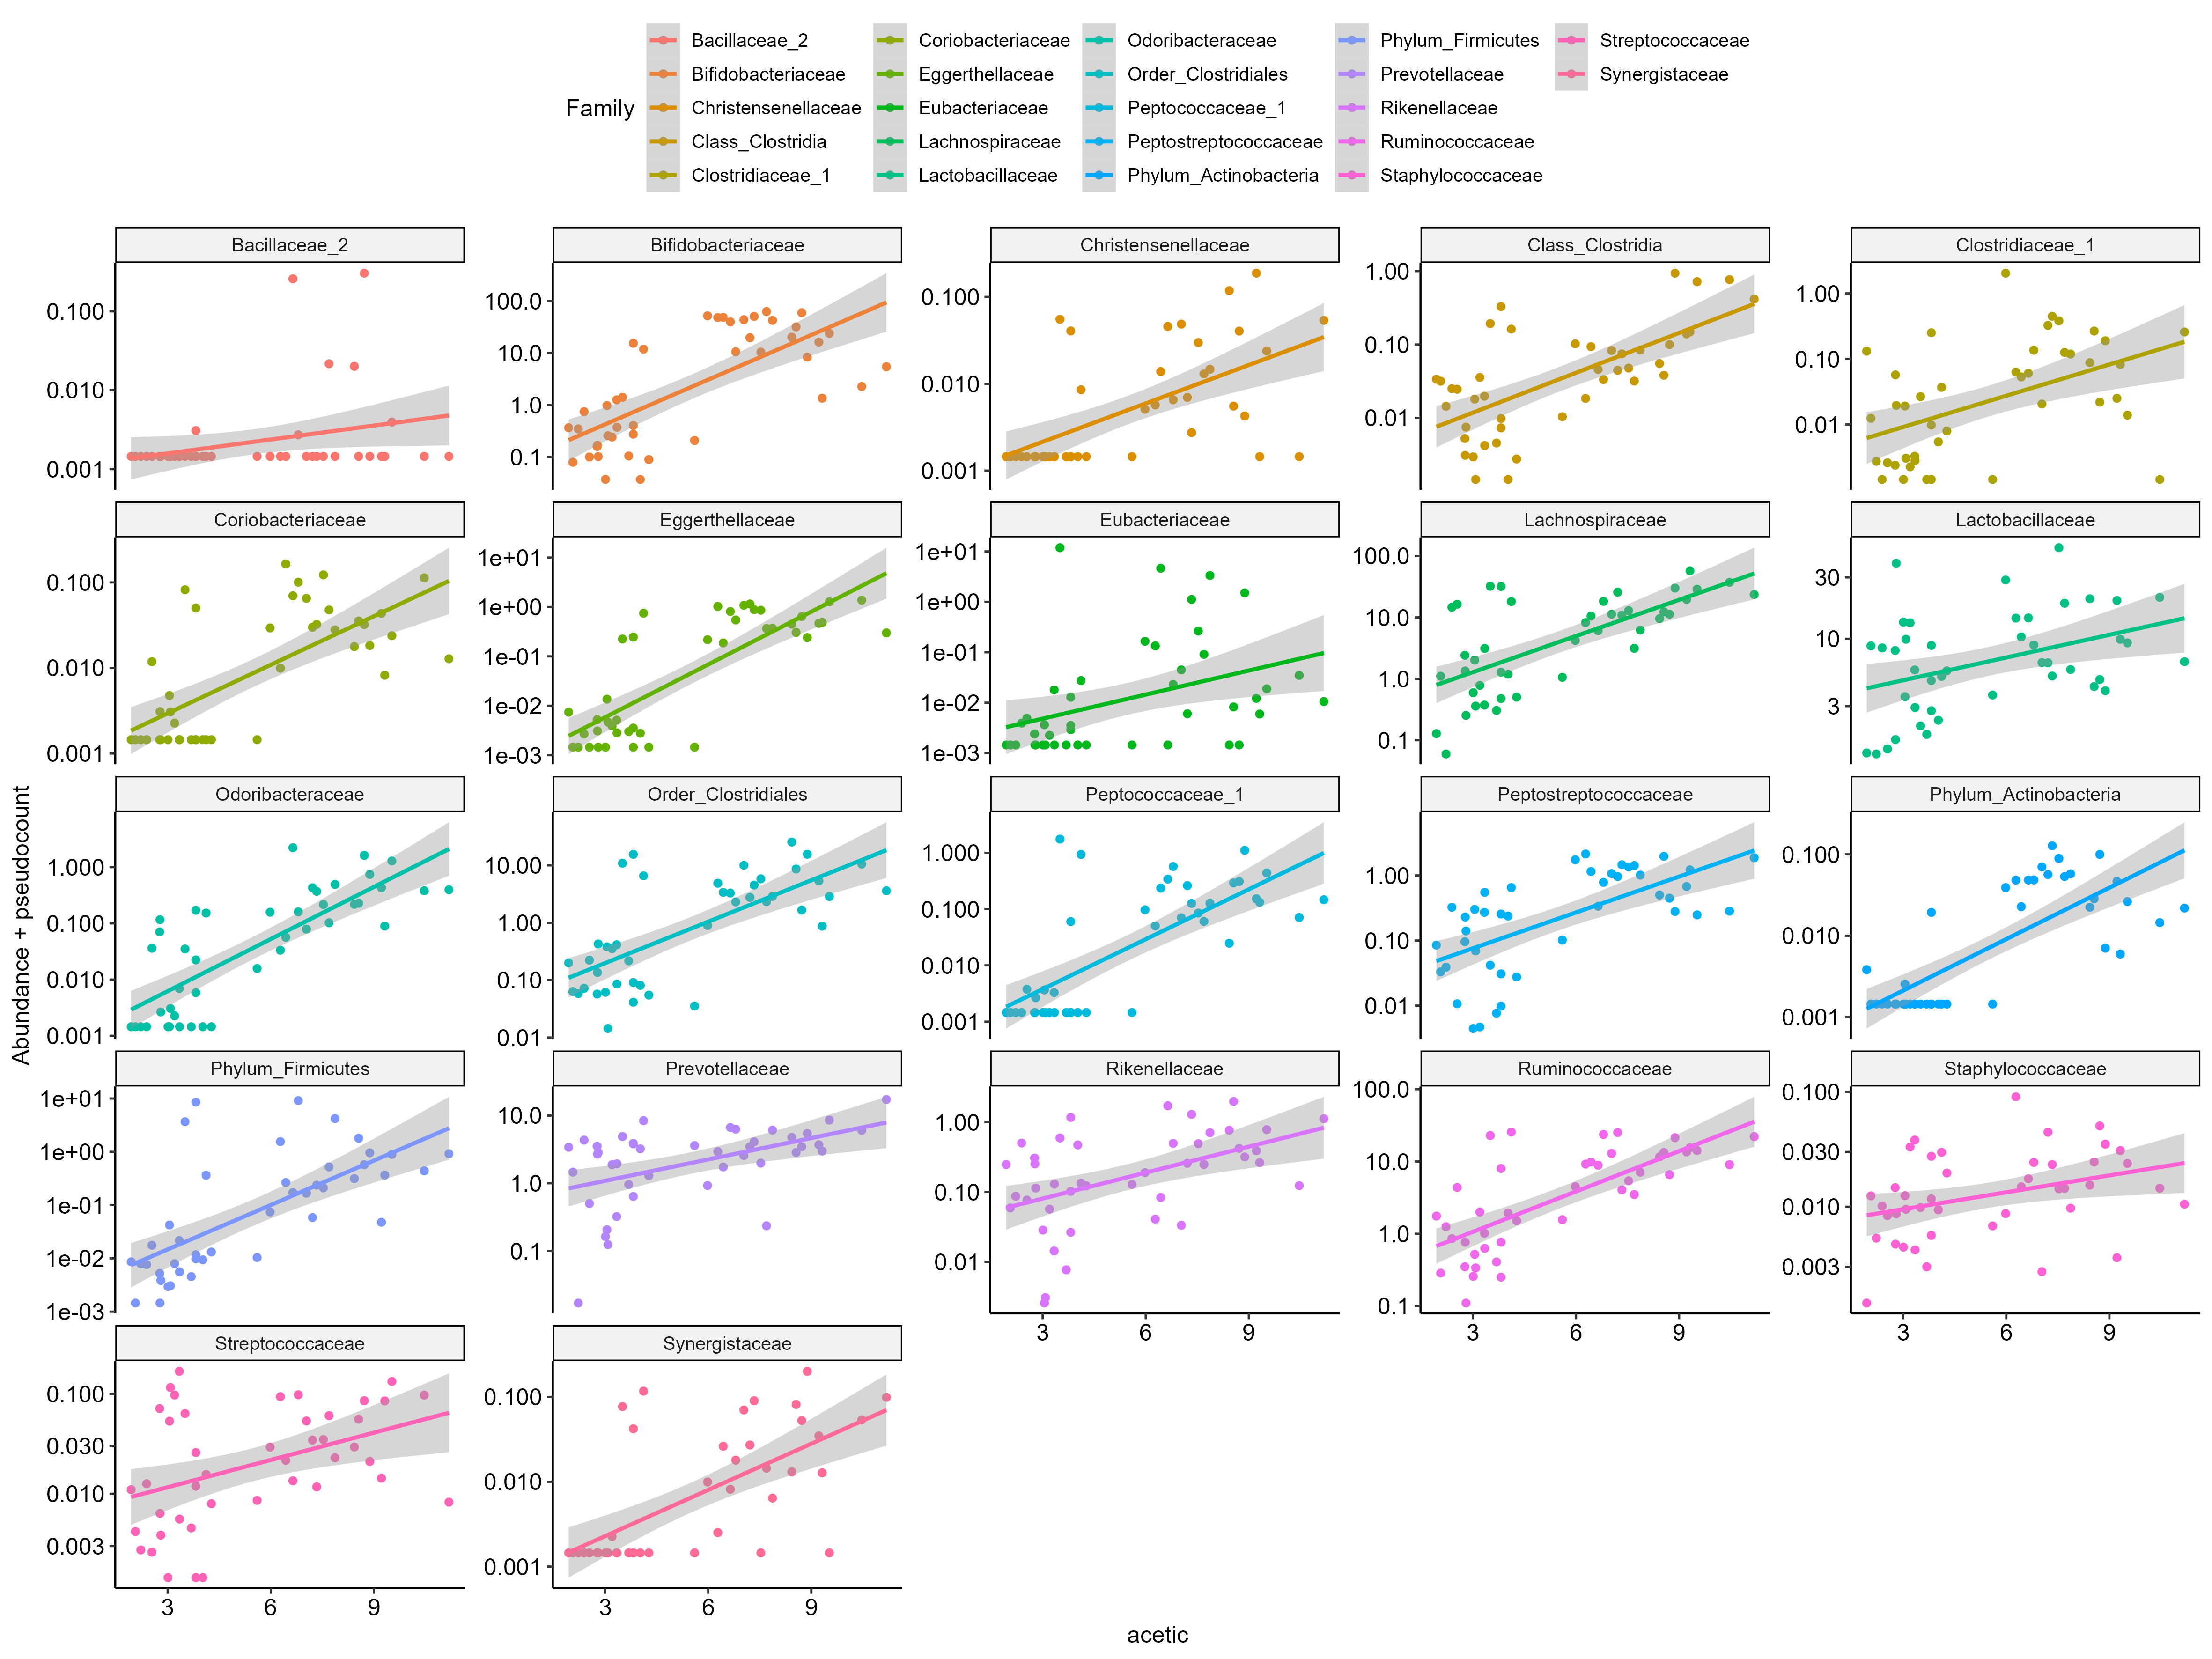 Family
Bacillaceae_2
Bifidobacteriaceae
Christensenellaceae
Class_Clostridia
Clostridiaceae_1
Coriobacteriaceae
Eggerthellaceae
Eubacteriaceae
Lachnospiraceae
Lactobacillaceae
Odoribacteraceae
Order_Clostridiales
Peptococcaceae_1
Peptostreptococcaceae
Phylum_Actinobacteria
Phylum_Firmicutes
Prevotellaceae
Rikenellaceae
Ruminococcaceae
Staphylococcaceae
Streptococcaceae
Synergistaceae
Abundance + pseudocount
Bacillaceae_2
0.100
0.010
0.001
Bifidobacteriaceae
100.0
10.0
1.0
0.1
Christensenellaceae
0.100
0.010
0.001
Class_Clostridia
1.00
0.10
0.01
Clostridiaceae_1
1.00
0.10
0.01
Coriobacteriaceae
0.100
0.010
0.001
Eggerthellaceae
1e+01
1e+00
1e-01
1e-02
1e-03
Eubacteriaceae
1e+01
1e+00
1e-01
1e-02
1e-03
Lachnospiraceae
100.0
10.0
1.0
0.1
Lactobacillaceae
30
10
3
Odoribacteraceae
1.000
0.100
0.010
0.001
Order_Clostridiales
10.00
1.00
0.10
0.01
Peptococcaceae_1
1.000
0.100
0.010
0.001
Peptostreptococcaceae
1.00
0.10
0.01
Phylum_Actinobacteria
0.100
0.010
0.001
Phylum_Firmicutes
1e+01
1e+00
1e-01
1e-02
1e-03
Prevotellaceae
10.0
1.0
0.1
Rikenellaceae
1.00
0.10
0.01
3 6 9
Ruminococcaceae
100.0
10.0
1.0
0.1
3 6 9
Staphylococcaceae
0.100
0.030
0.010
0.003
3 6 9
Streptococcaceae
0.100
0.030
0.010
0.003
3 6 9
Synergistaceae
0.100
0.010
0.001
3 6 9
acetic